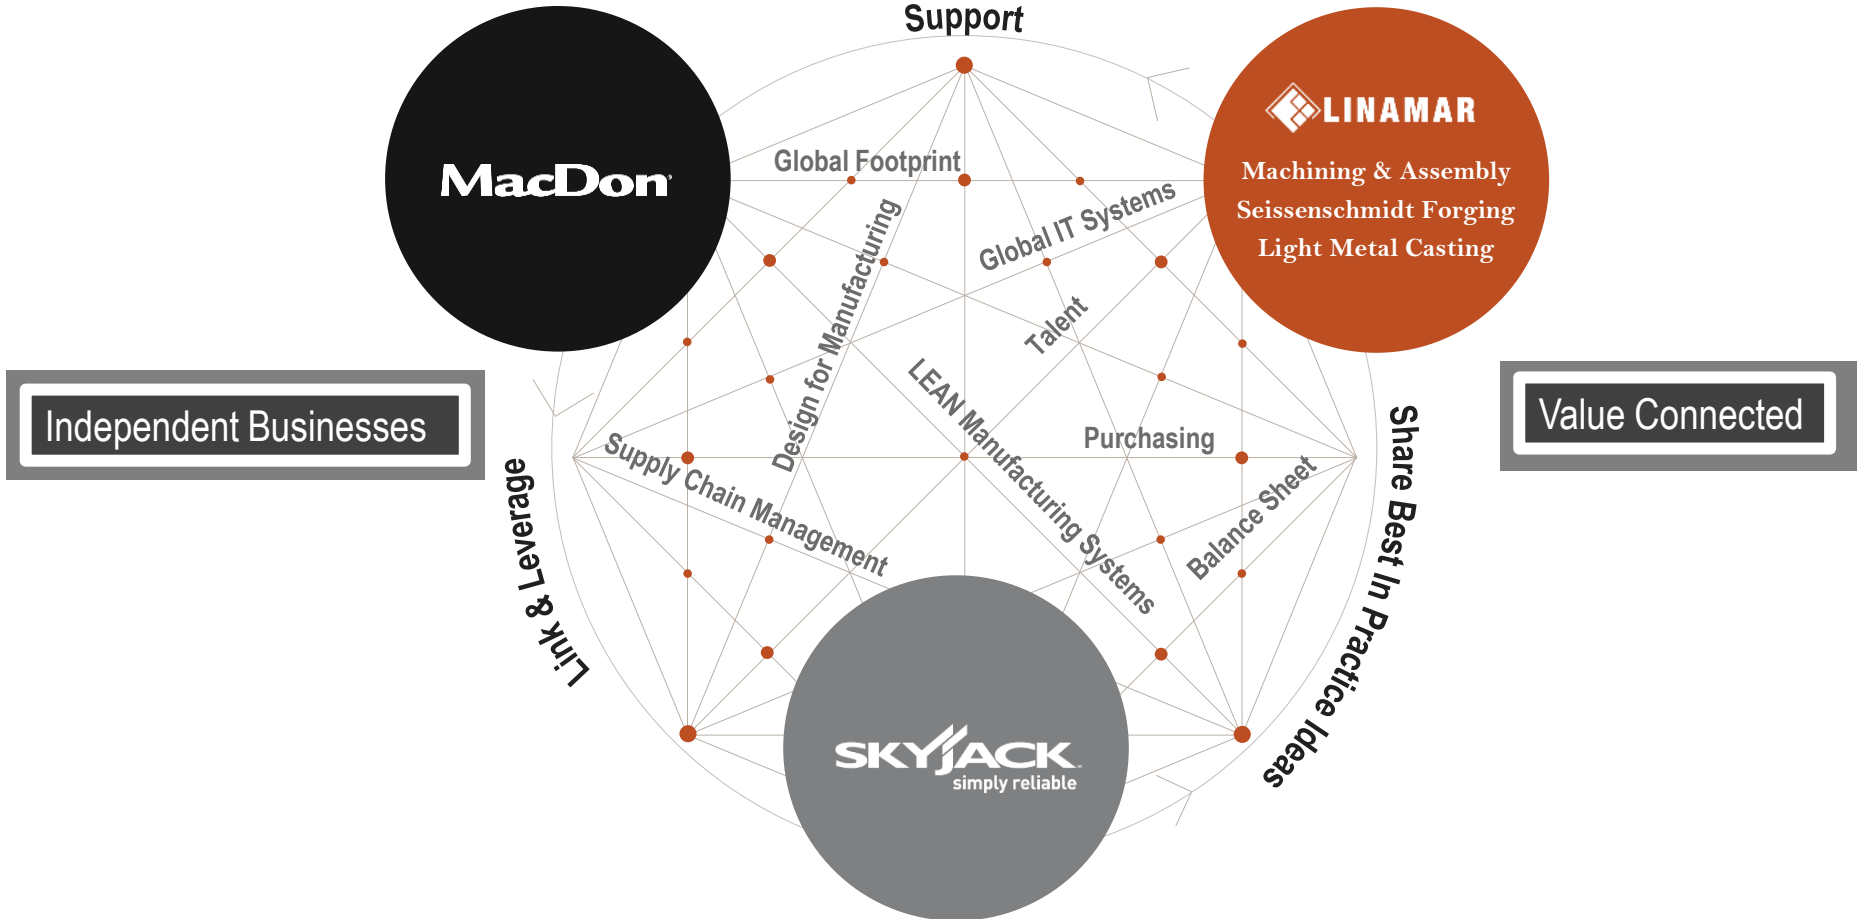 Support
MacDon
LINAMAR
Machining & Assembly
Seissenschmidt Forging
Light Metal Casting
Global Footprint
Global IT Systems
Design for Manufacturing
Talent
LEAN Manufacturing Systems
Independent Businesses
Value Connected
Purchasing
Supply Chain Management
Balance Sheet
Link & Leverage
Share Best In Practice Ideas
SKYJACK
simply reliable